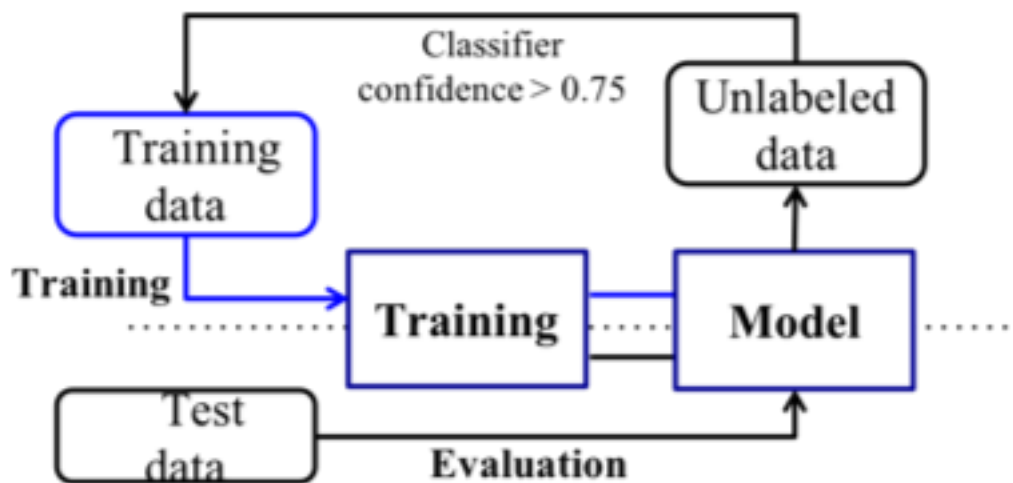 Classifier
confidence > 0.75
Unlabeled
data
Training
data
Training
Training
Model
Test
data
Evaluation